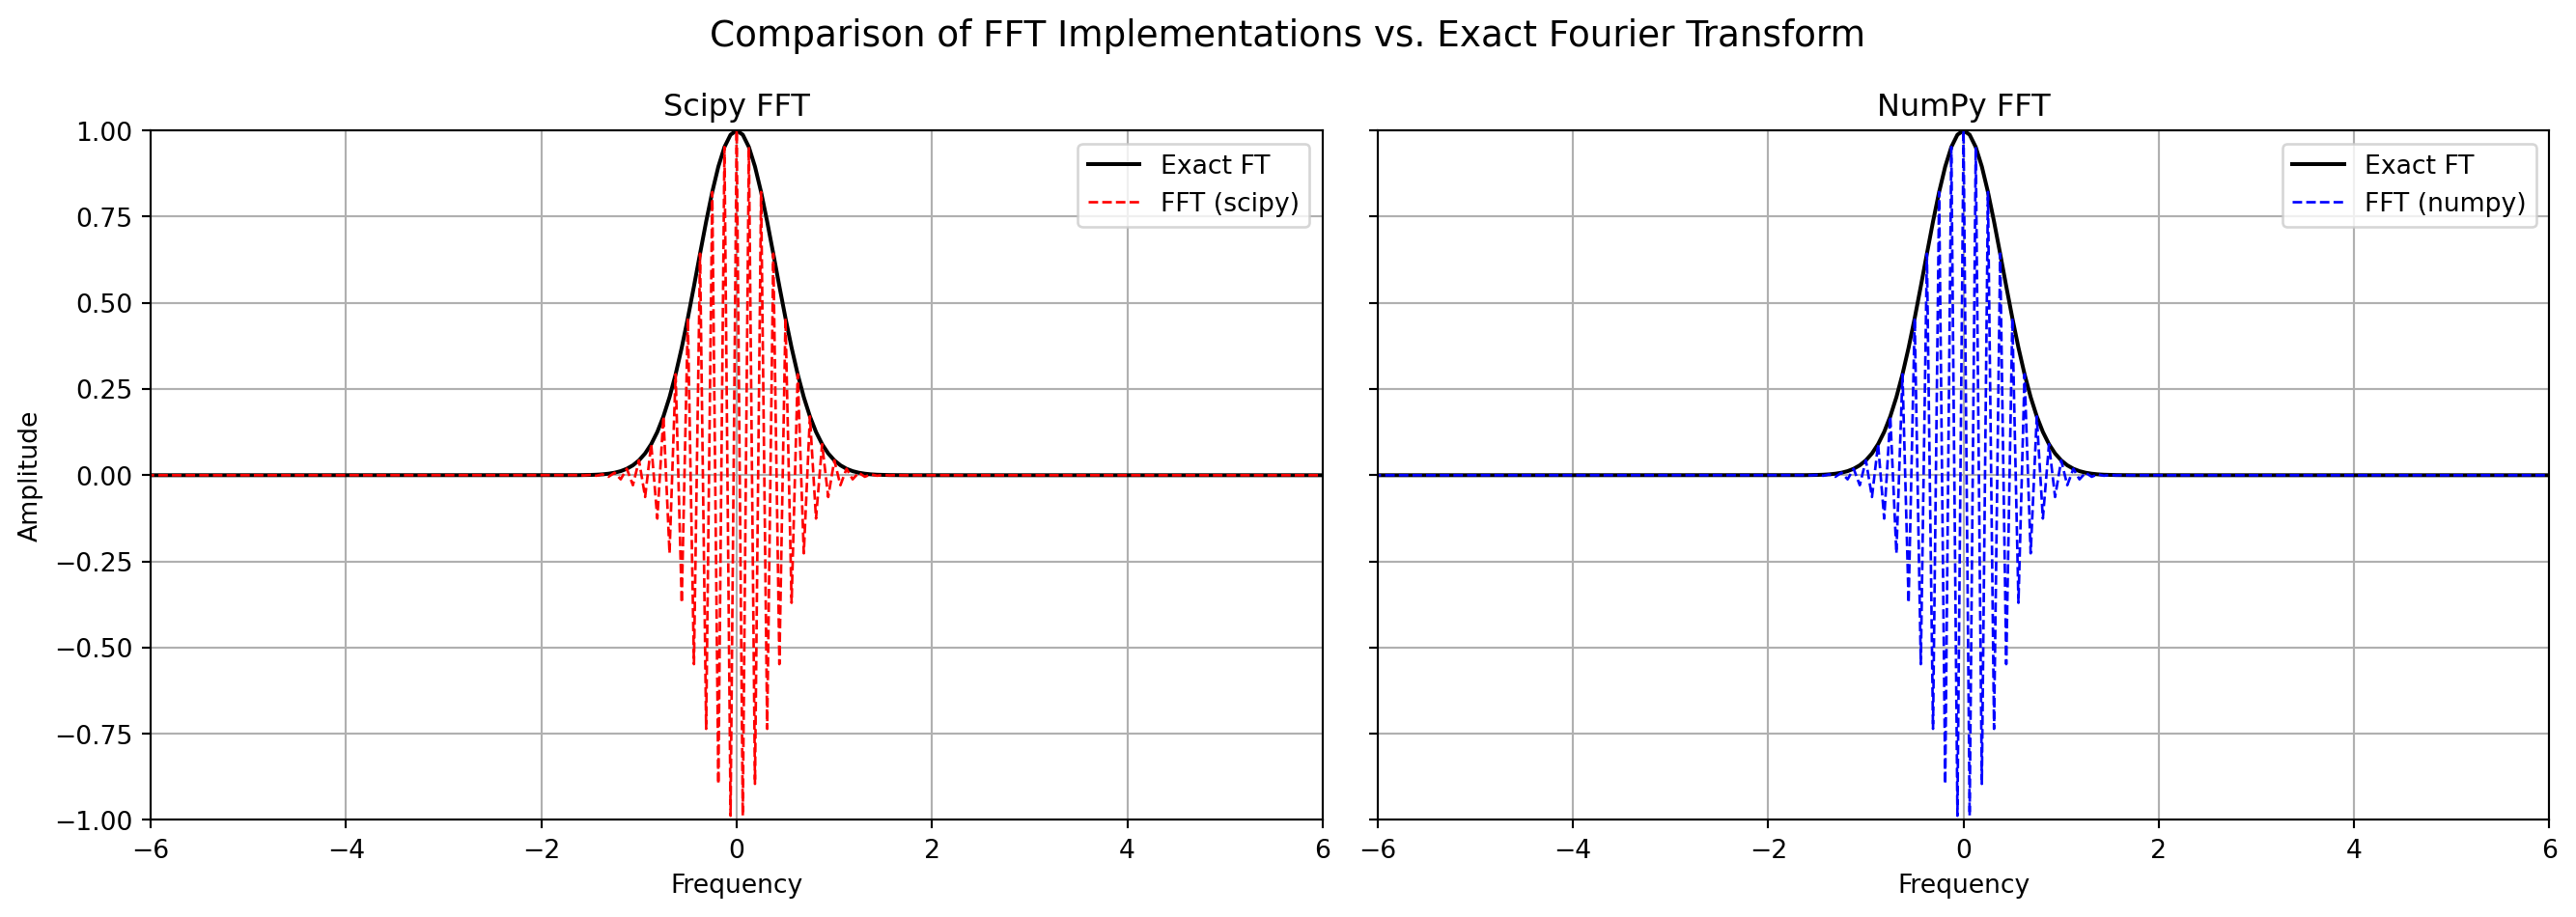 Comparison of FFT Implementations vs. Exact Fourier Transform
Scipy FFT
1.00
0.75
0.50
0.25
0.00
−0.25
−0.50
−0.75
−1.00
Amplitude
Exact FT
FFT (scipy)
−6 −4 −2 0 2 4 6
Frequency
NumPy FFT
Exact FT
FFT (numpy)
−6 −4 −2 0 2 4 6
Frequency